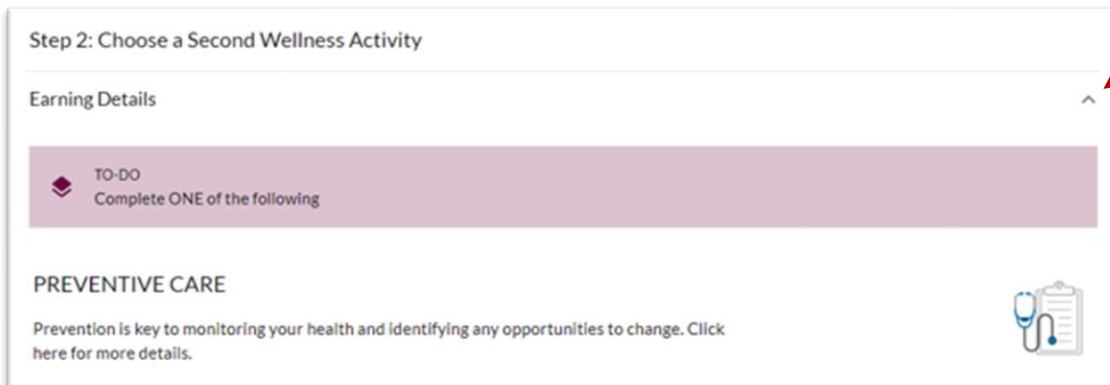 Step 2: Choose a Second Wellness Activity
Earning Details
TO-DO
Complete ONE of the following
PREVENTIVE CARE
Prevention is key to monitoring your health and identifying any opportunities to change. Click
here for more details.